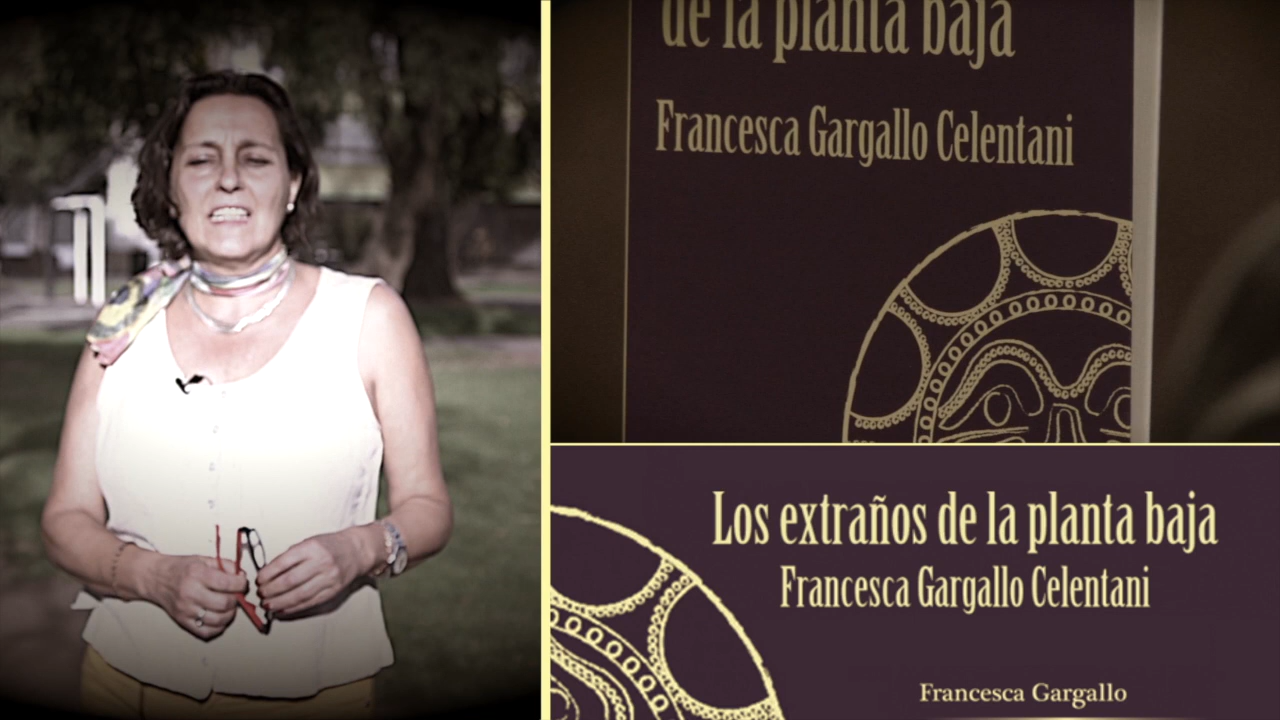 de la planta baja
Francesca Gargallo Celentani
Los extraños de la planta baja
Francesca Gargallo Celentani
Francesca Gargallo